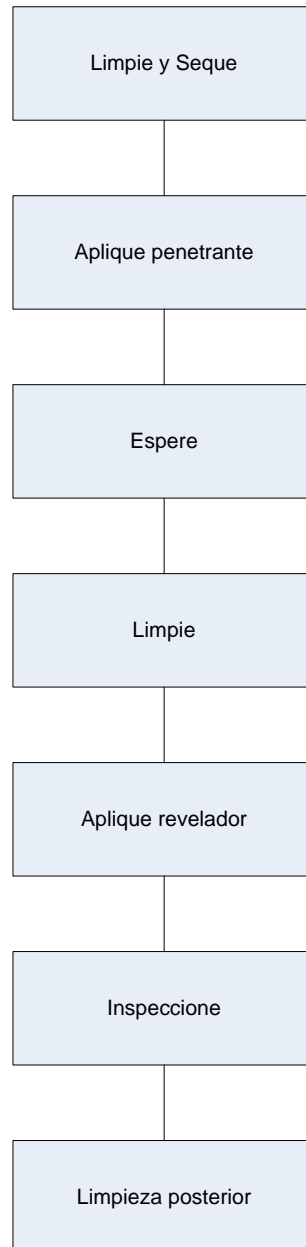 Limpie y Seque
Aplique penetrante
Espere
Limpie
Aplique revelador
Inspeccione
Limpieza posterior